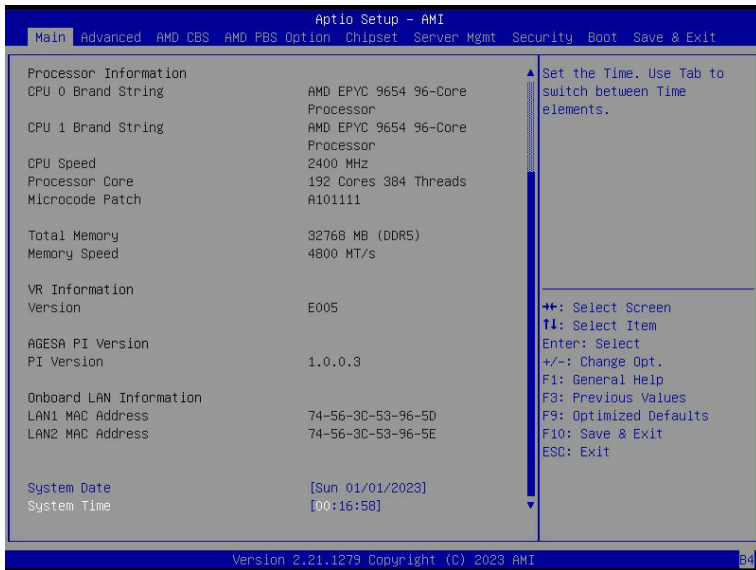 Aptio Setup - AMI
Main Advanced AMD CBS AMD PBS Option Chipset Server Mgmt Security Boot Save & Exit
Processor Information
CPU 0 Brand String AMD EPYC 9654 96-Core
Processor
CPU 1 Brand String AMD EPYC 9654 96-Core
Processor
CPU Speed 2400 MHz
Processor Core 192 Cores 384 Threads
Microcode Patch A101111
Total Memory 32768 MB (DDR5)
Memory Speed 4800 MT/s
VR Information
Version E005
AGESA PI Version
PI Version 1.0.0.3
Onboard LAN Information
LAN1 MAC Address 74-56-3C-53-96-5D
LAN2 MAC Address 74-56-3C-53-96-5E
System Date [Sun 01/01/2023]
System Time [00:16:58]
Set the Time. Use Tab to
switch between Time
elements.
→←: Select Screen
↑↓: Select Item
Enter: Select
+/-: Change Opt.
F1: General Help
F3: Previous Values
F9: Optimized Defaults
F10: Save & Exit
ESC: Exit
Version 2.21.1279 Copyright (C) 2023 AMI
B4